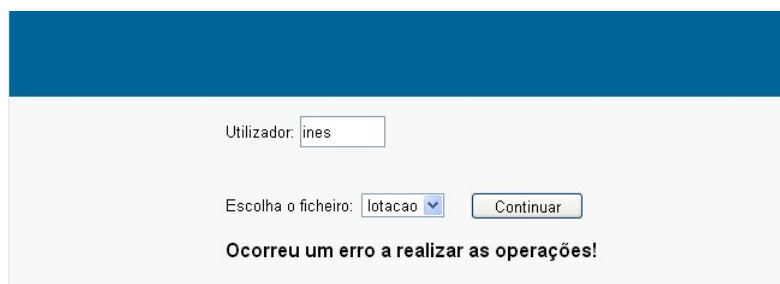 Utilizador: ines
Escolha o ficheiro: lotacao Continuar
Ocorreu um erro a realizar as operações!